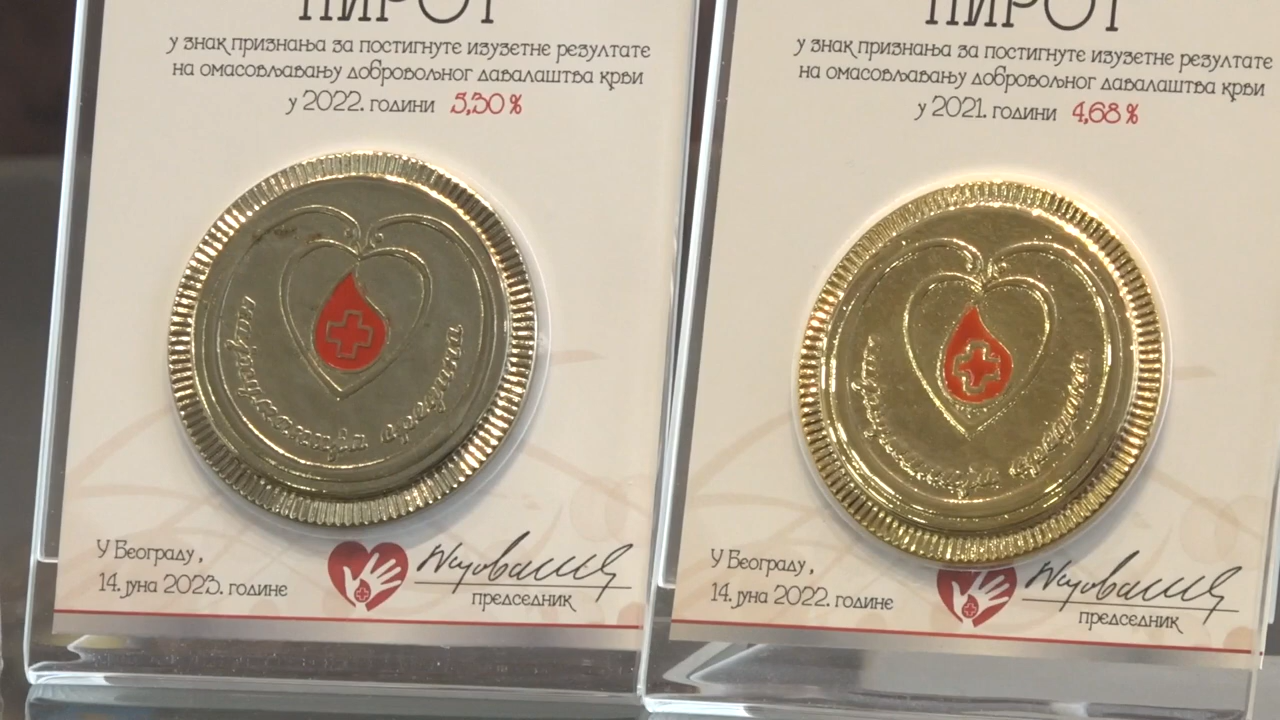 ПИРОТ
у знак признања за постигнуте изузетне резултате
на омасовљавању добровољног давалаштва крви
у 2022. години 5,30%
хуманитарна средина
У Београду,
14. јуна 2023. године
председник
ПИРОТ
у знак признања за постигнуте изузетне резултате
на омасовљавању добровољног давалаштва крви
у 2021. години 4,68%
У Београду,
14. јуна 2022. године
председник